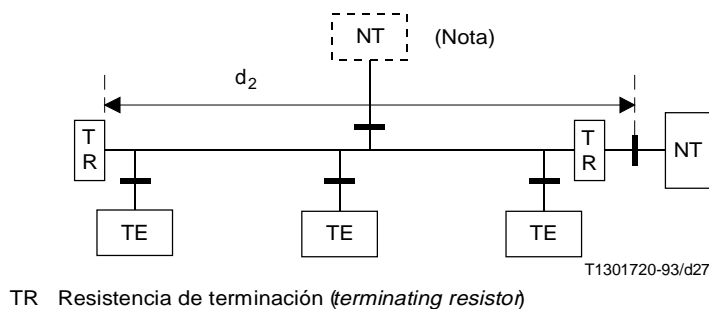 NT (Nota)
d2
T
R
T
R
NT
TE
TE
TE
T1301720-93/d27
TR Resistencia de terminación (terminating resistor)